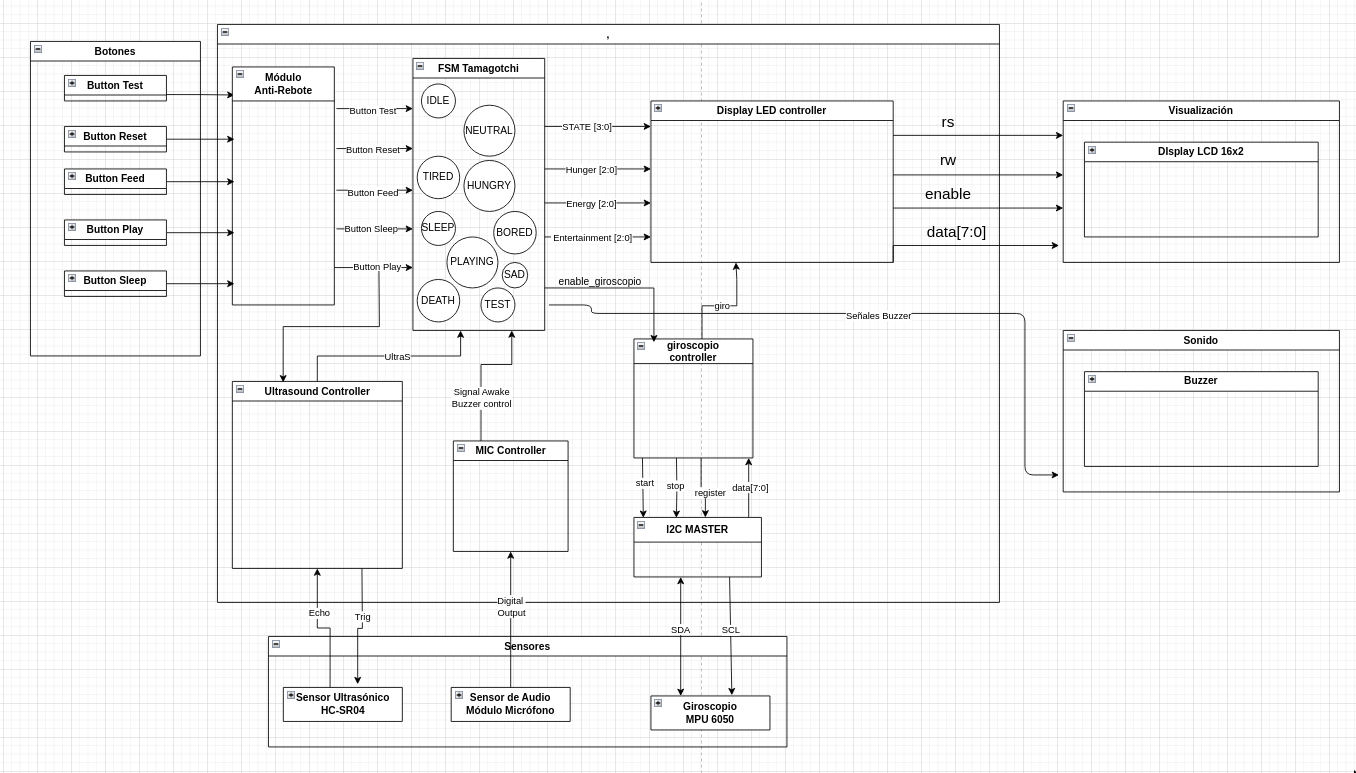 ,
Botones
Button Test
Button Reset
Button Feed
Button Play
Button Sleep
Módulo
Anti-Rebote
Button Test
Button Reset
Button Feed
Button Sleep
Button Play
FSM Tamagotchi
IDLE
NEUTRAL
TIRED
HUNGRY
SLEEP
BORED
PLAYING
SAD
DEATH
TEST
STATE [3:0]
Hunger [2:0]
Energy [2:0]
Entertainment [2:0]
enable_giroscopio
Display LED controller
rs
rw
enable
data[7:0]
Visualización
DIsplay LCD 16x2
giro
Señales Buzzer
Sonido
Buzzer
giroscopio
controller
UltraS
Ultrasound Controller
Signal Awake
Buzzer control
MIC Controller
start
stop
register
data[7:0]
I2C MASTER
Echo
Trig
Digital
Output
SDA
SCL
Sensores
Sensor Ultrasónico
HC-SR04
Sensor de Audio
Módulo Micrófono
Giroscopio
MPU 6050